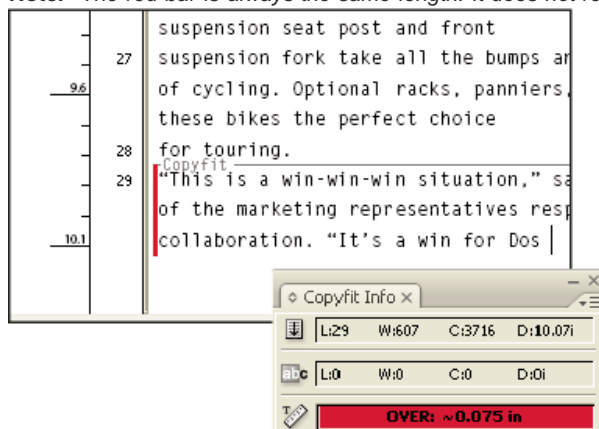 Note: The red bar is always the same length. It does not
suspension seat post and front
27 suspension fork take all the bumps
9.6 of cycling. Optional racks, panniers,
these bikes the perfect choice
28 for touring.
Copyfit
29 “This is a win-win-win situation,”
of the marketing representatives
10.1 collaboration. “It’s a win for Dos
Copyfit Info
L:29 W:607 C:3716 D:10.07i
abc L:0 W:0 C:0 D:0i
T OVER: ~0.075 in